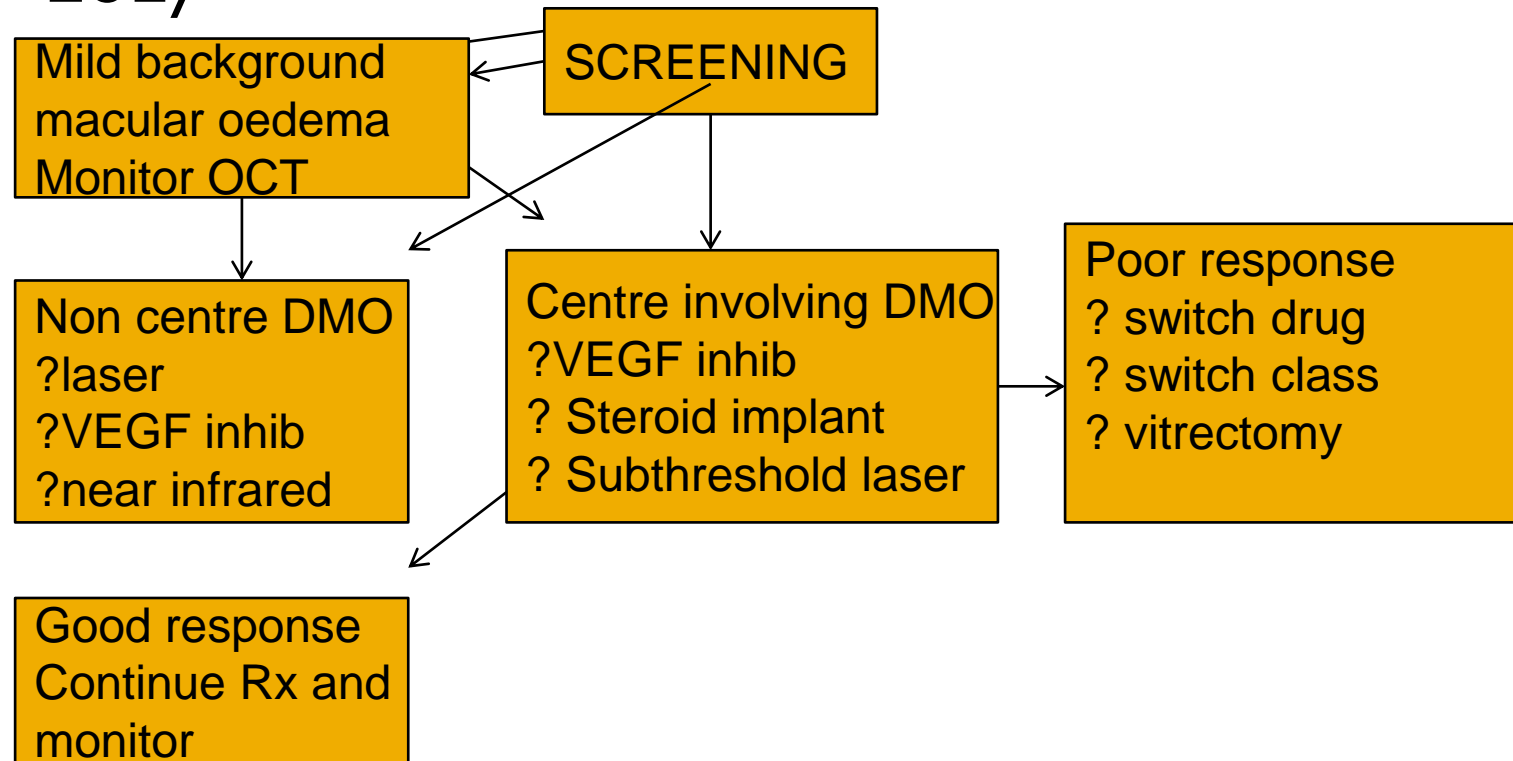 Mild background
macular oedema
Monitor OCT
SCREENING
Non centre DMO
?laser
?VEGF inhib
?near infrared
Centre involving DMO
?VEGF inhib
? Steroid implant
? Subthreshold laser
Poor response
? switch drug
? switch class
? vitrectomy
Good response
Continue Rx and
monitor